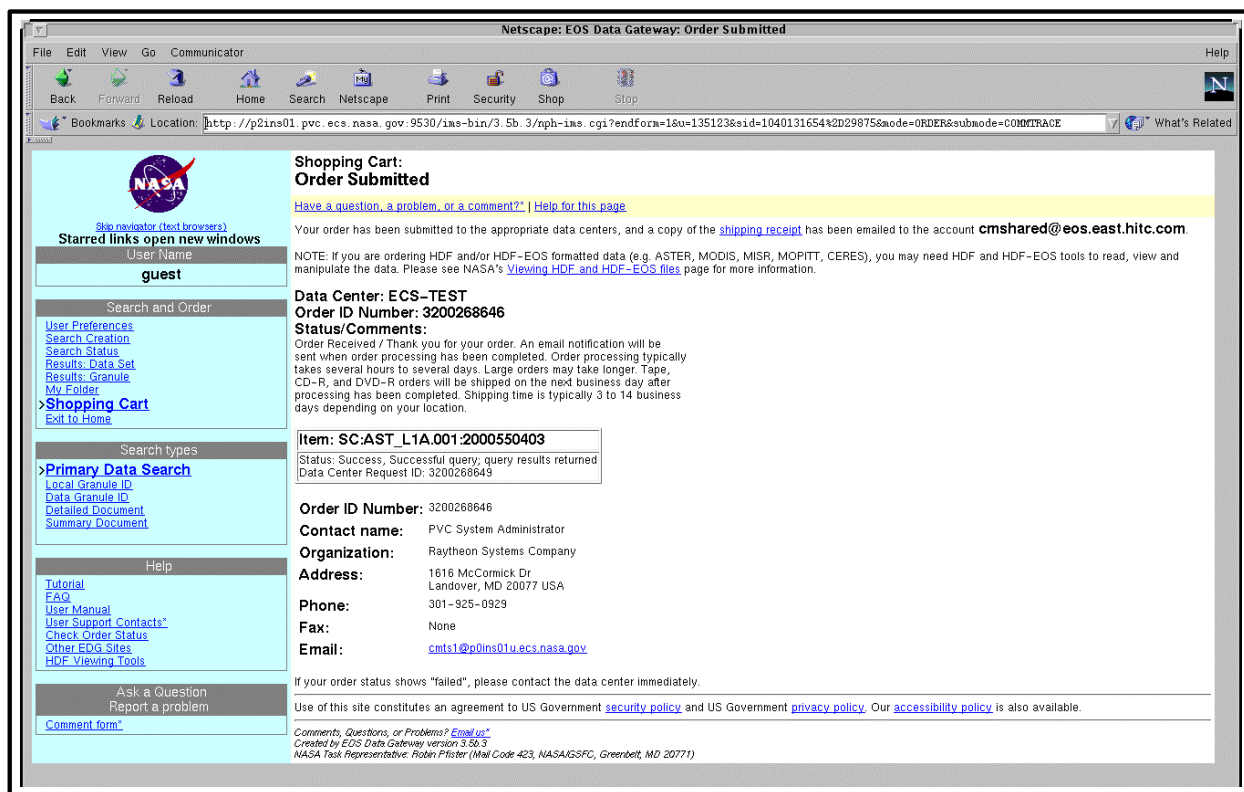 Netscape: EOS Data Gateway: Order Submitted
File Edit View Go Communicator Help
Back Forward Reload Home Search Netscape Print Security Shop Stop
My
N
Bookmarks Location: http://p2ins01.pvc.ecs.nasa.gov:9530/ims-bin/3.5b.3/nph-ims.cgi?endform=1&u=135123&sid=1040131654%2D29875&mode=ORDER&submode=COMMTRACE What's Related
NASA
Skip navigator (text browsers)
Starred links open new windows
User Name
guest
Search and Order
User Preferences
Search Creation
Search Status
Results: Data Set
Results: Granule
My Folder
>Shopping Cart
Exit to Home
Search types
>Primary Data Search
Local Granule ID
Data Granule ID
Detailed Document
Summary Document
Help
Tutorial
FAQ
User Manual
User Support Contacts*
Check Order Status
Other EDG Sites
HDF Viewing Tools
Ask a Question
Report a problem
Comment form*
Shopping Cart:
Order Submitted
Have a question, a problem, or a comment?* | Help for this page
Your order has been submitted to the appropriate data centers, and a copy of the shipping receipt has been emailed to the account cmshared@eos.east.hitc.com.
NOTE: If you are ordering HDF and/or HDF-EOS formatted data (e.g. ASTER, MODIS, MISR, MOPITT, CERES), you may need HDF and HDF-EOS tools to read, view and
manipulate the data. Please see NASA's Viewing HDF and HDF-EOS files page for more information.
Data Center: ECS-TEST
Order ID Number: 3200268646
Status/Comments:
Order Received / Thank you for your order. An email notification will be
sent when order processing has been completed. Order processing typically
takes several hours to several days. Large orders may take longer. Tape,
CD-R, and DVD-R orders will be shipped on the next business day after
processing has been completed. Shipping time is typically 3 to 14 business
days depending on your location.
Item: SC:AST_L1A.001:2000550403
Status: Success, Successful query; query results returned
Data Center Request ID: 3200268649
Order ID Number: 3200268646
Contact name: PVC System Administrator
Organization: Raytheon Systems Company
Address: 1616 McCormick Dr
Landover, MD 20077 USA
Phone: 301-925-0929
Fax: None
Email: cmts1@p0ins01u.ecs.nasa.gov
If your order status shows "failed", please contact the data center immediately.
Use of this site constitutes an agreement to US Government security policy and US Government privacy policy. Our accessibility policy is also available.
Comments, Questions, or Problems? Email us*
Created by EOS Data Gateway version 3.5b.3
NASA Task Representative: Robin Pfister (Mail Code 423, NASA/GSFC, Greenbelt, MD 20771)